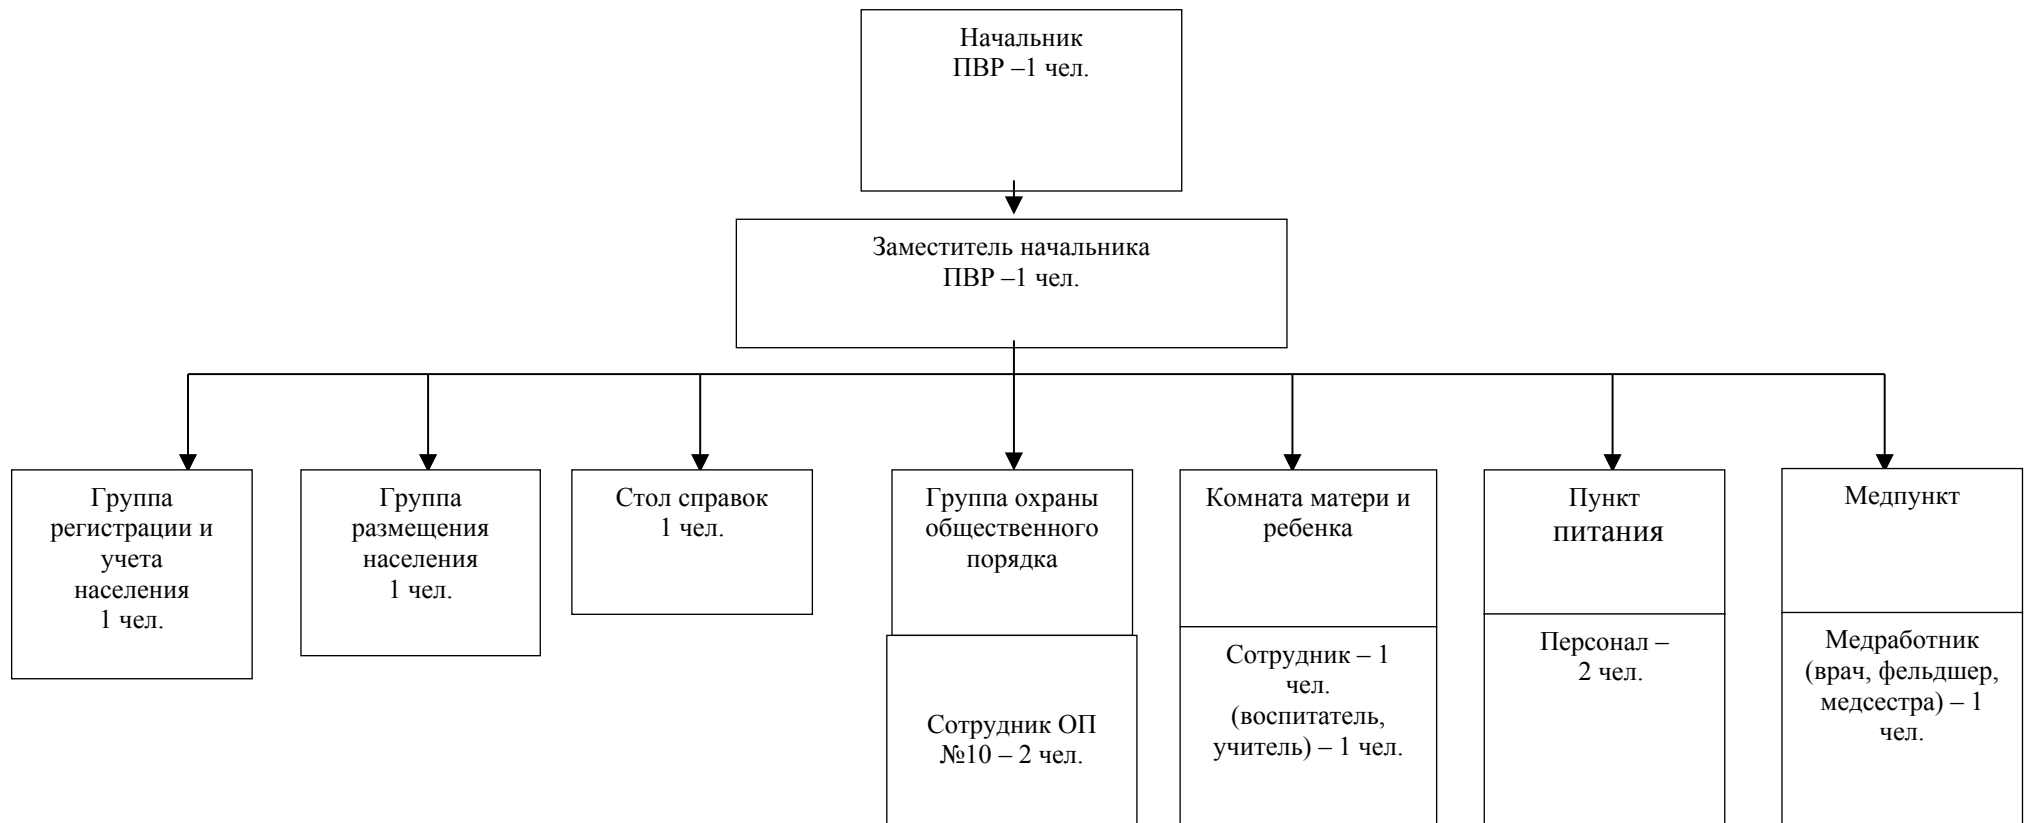 Начальник
ПВР –1 чел.
Заместитель начальника
ПВР –1 чел.
Группа
регистрации и
учета
населения
1 чел.
Группа
размещения
населения
1 чел.
Стол справок
1 чел.
Группа охраны
общественного
порядка
Сотрудник ОП
№10 – 2 чел.
Комната матери и
ребенка
Сотрудник – 1
чел.
(воспитатель,
учитель) – 1 чел.
Пункт
питания
Персонал –
2 чел.
Медпункт
Медработник
(врач, фельдшер,
медсестра) – 1
чел.